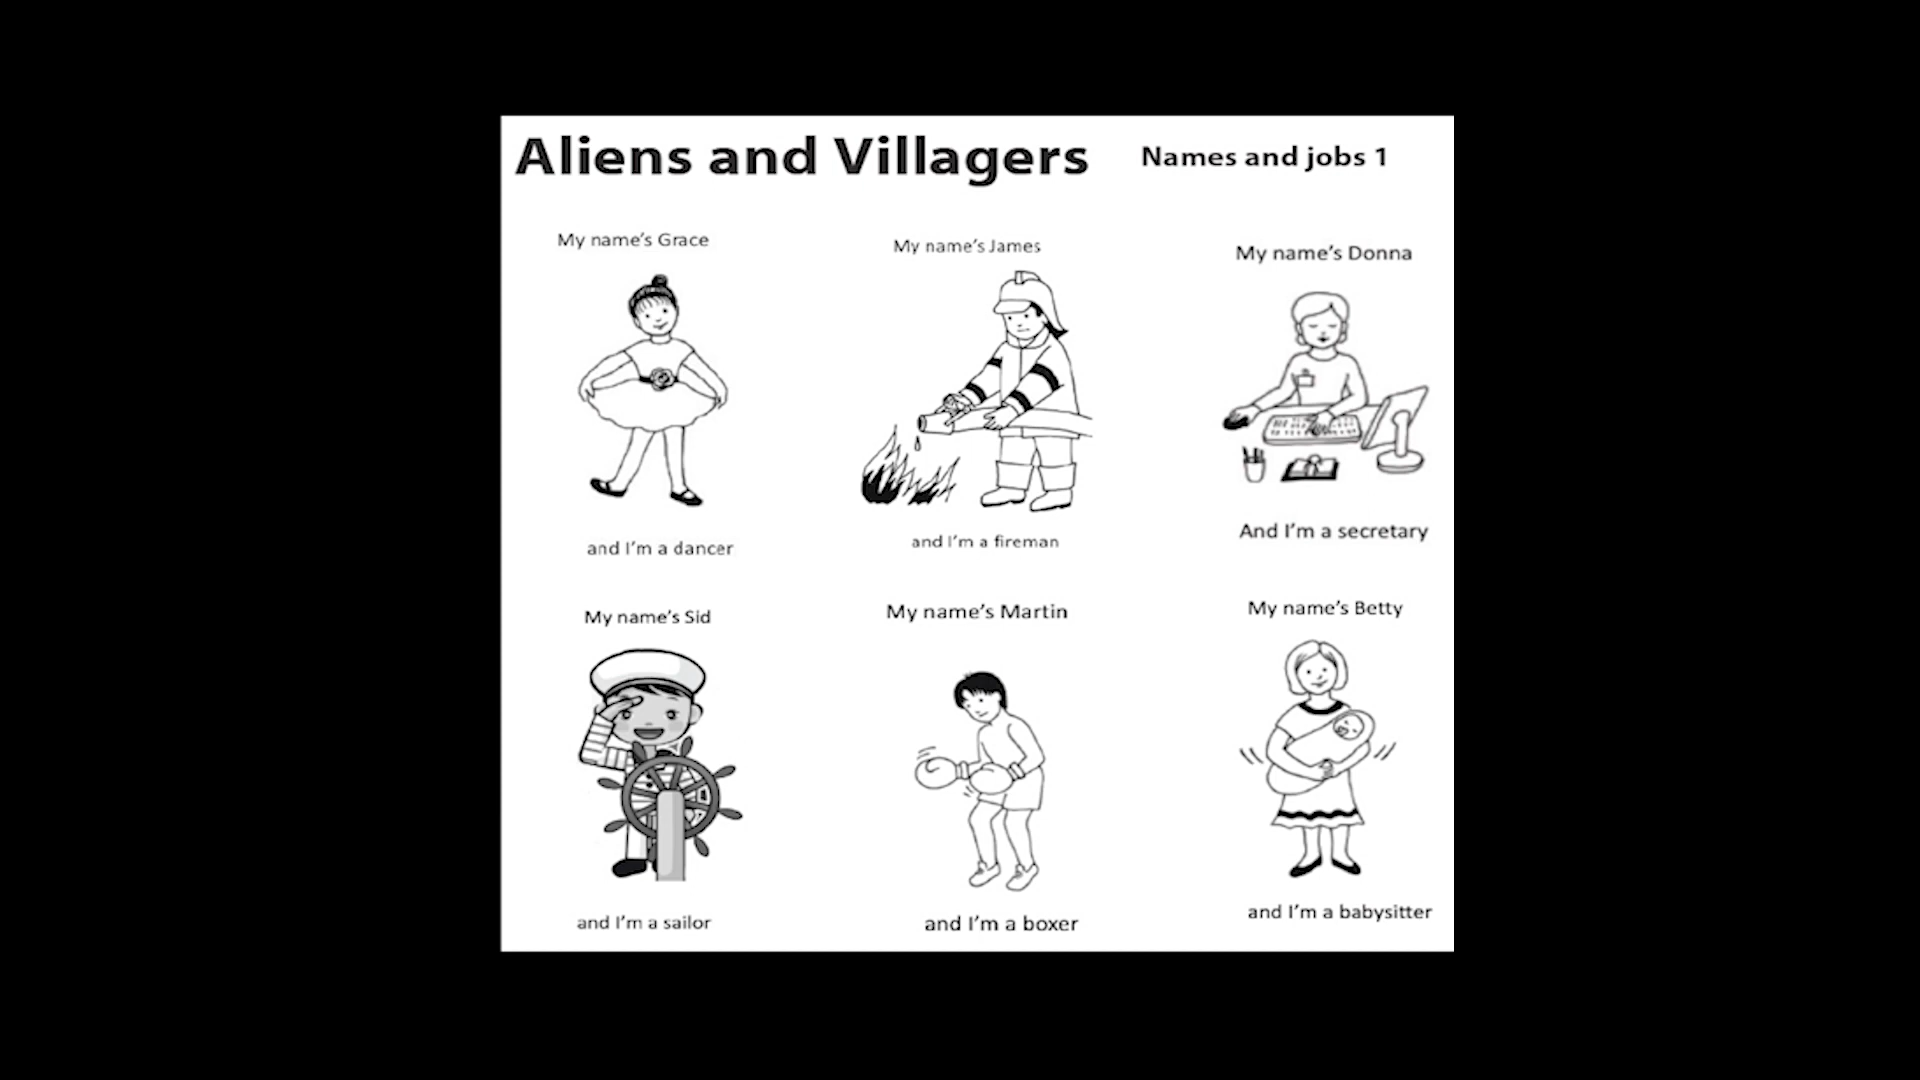 Aliens and Villagers
Names and jobs 1
My name's Grace
My name's James
My name's Donna
and I'm a dancer
and I'm a fireman
And I'm a secretary
My name's Sid
My name's Martin
My name's Betty
and I'm a sailor
and I'm a boxer
and I'm a babysitter